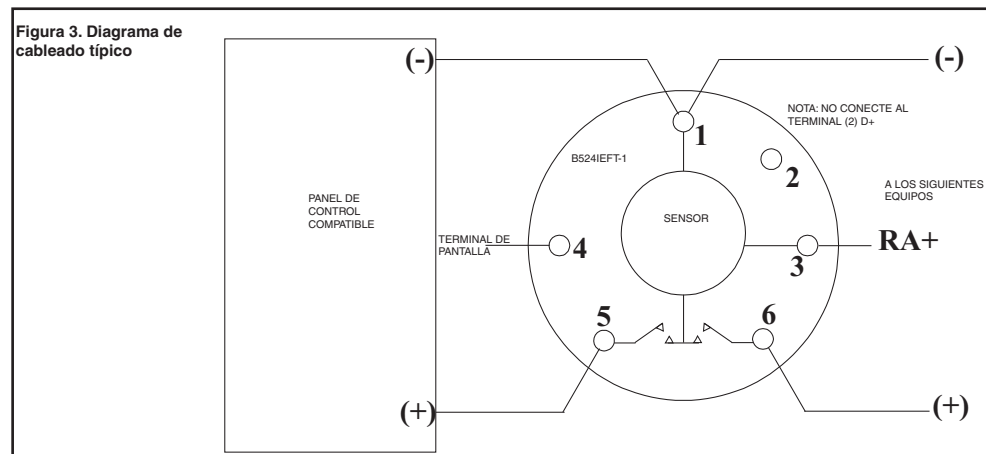 Figura 3. Diagrama de
cableado típico
(-)
(-)
NOTA: NO CONECTE AL
TERMINAL (2) D+
1
B524IEFT-1
2
A LOS SIGUIENTES
EQUIPOS
PANEL DE
CONTROL
COMPATIBLE
SENSOR
TERMINAL DE
PANTALLA
4
3
RA+
5
6
(+)
(+)